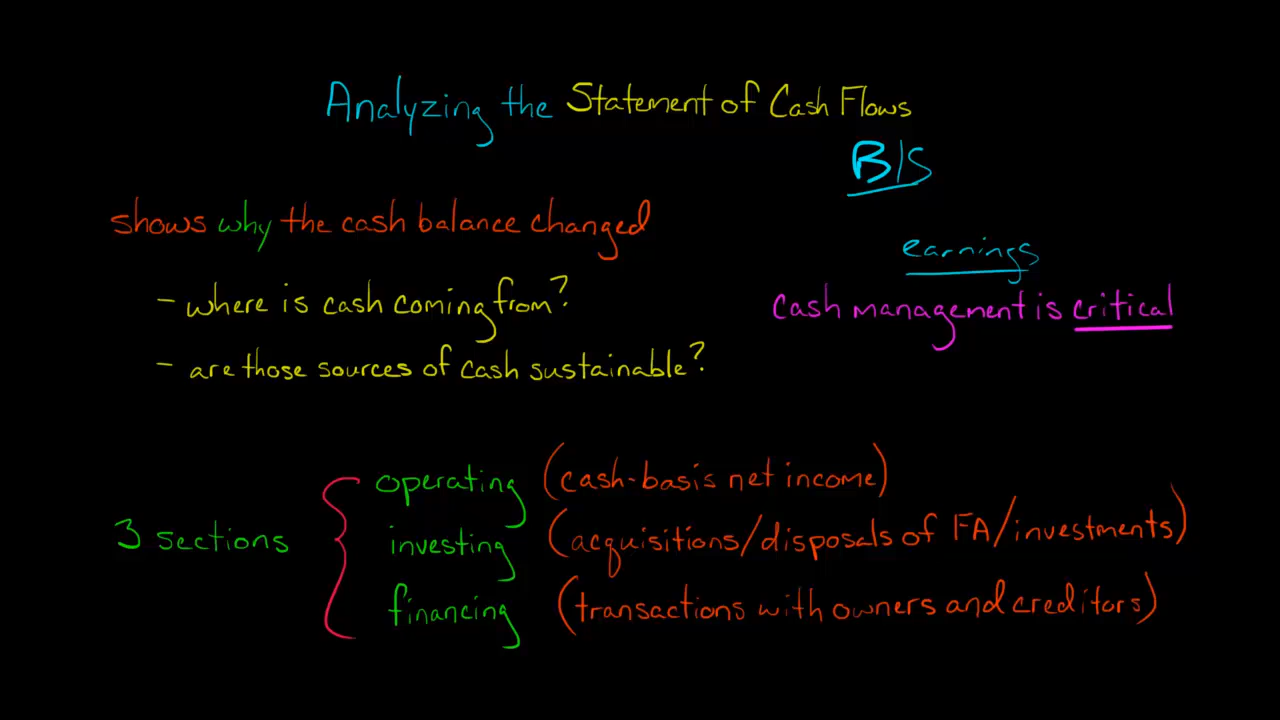 Analyzing the Statement of Cash Flows
B/S
shows why the cash balance changed
earnings
- where is cash coming from?
cash management is critical
- are those sources of cash sustainable?
3 sections
operating (cash-basis net income)
investing (acquisitions/disposals of FA/investments)
financing (transactions with owners and creditors)